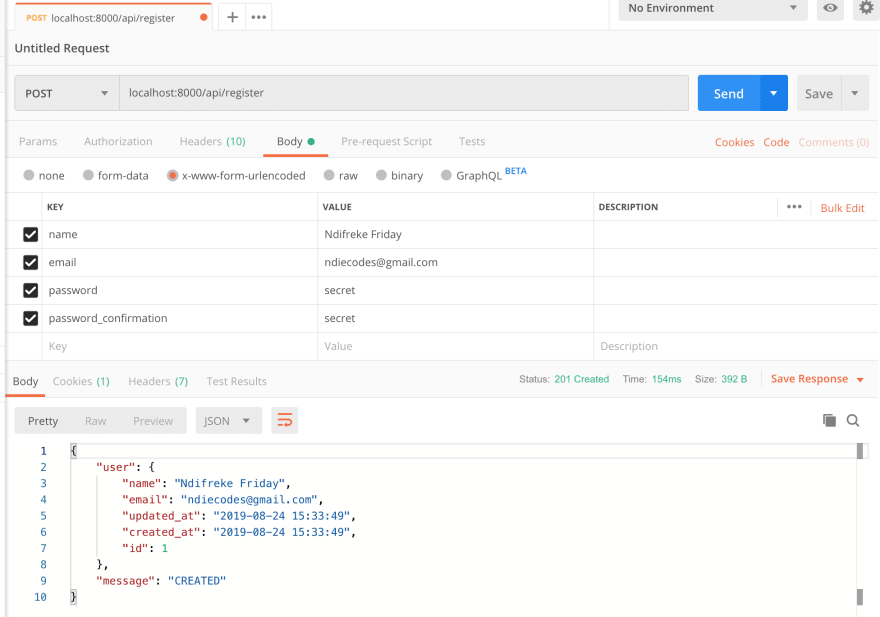 POST localhost:8000/api/register + ••• No Environment
Untitled Request
POST localhost:8000/api/register Send Save
Params Authorization Headers (10) Body Pre-request Script Tests Cookies Code Comments (0)
none form-data x-www-form-urlencoded raw binary GraphQL BETA
KEY VALUE DESCRIPTION ••• Bulk Edit
name Ndifreke Friday
email ndiecodes@gmail.com
password secret
password_confirmation secret
Key Value Description
Body Cookies (1) Headers (7) Test Results Status: 201 Created Time: 154ms Size: 392 B Save Response
Pretty Raw Preview JSON
1 {
2 "user": {
3 "name": "Ndifreke Friday",
4 "email": "ndiecodes@gmail.com",
5 "updated_at": "2019-08-24 15:33:49",
6 "created_at": "2019-08-24 15:33:49",
7 "id": 1
8 },
9 "message": "CREATED"
10 }